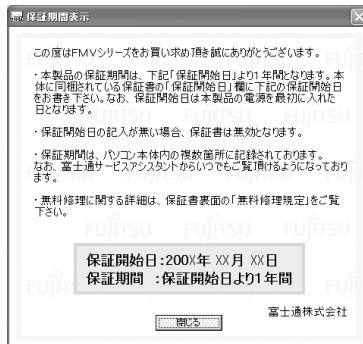 保証期間表示
この度はFMVシリーズをお買い求め頂き誠にありがとうございます。
・本製品の保証期間は、下記「保証開始日」より1年間となります。本
体に同梱されている保証書の「保証開始日」欄に下記の保証開始日
をお書き下さい。なお、保証開始日は本製品の電源を最初に入れた
日となります。
・保証開始日の記入が無い場合、保証書は無効となります。
・保証期間は、パソコン本体内の複数箇所に記録されております。
なお、富士通サービスアシスタントからいつでもご覧頂けるようになっており
ます。
・無料修理に関する詳細は、保証書裏面の「無料修理規定」をご覧
下さい。
保証開始日:200X年 XX月 XX日
保証期間 :保証開始日より1年間
富士通株式会社
閉じる